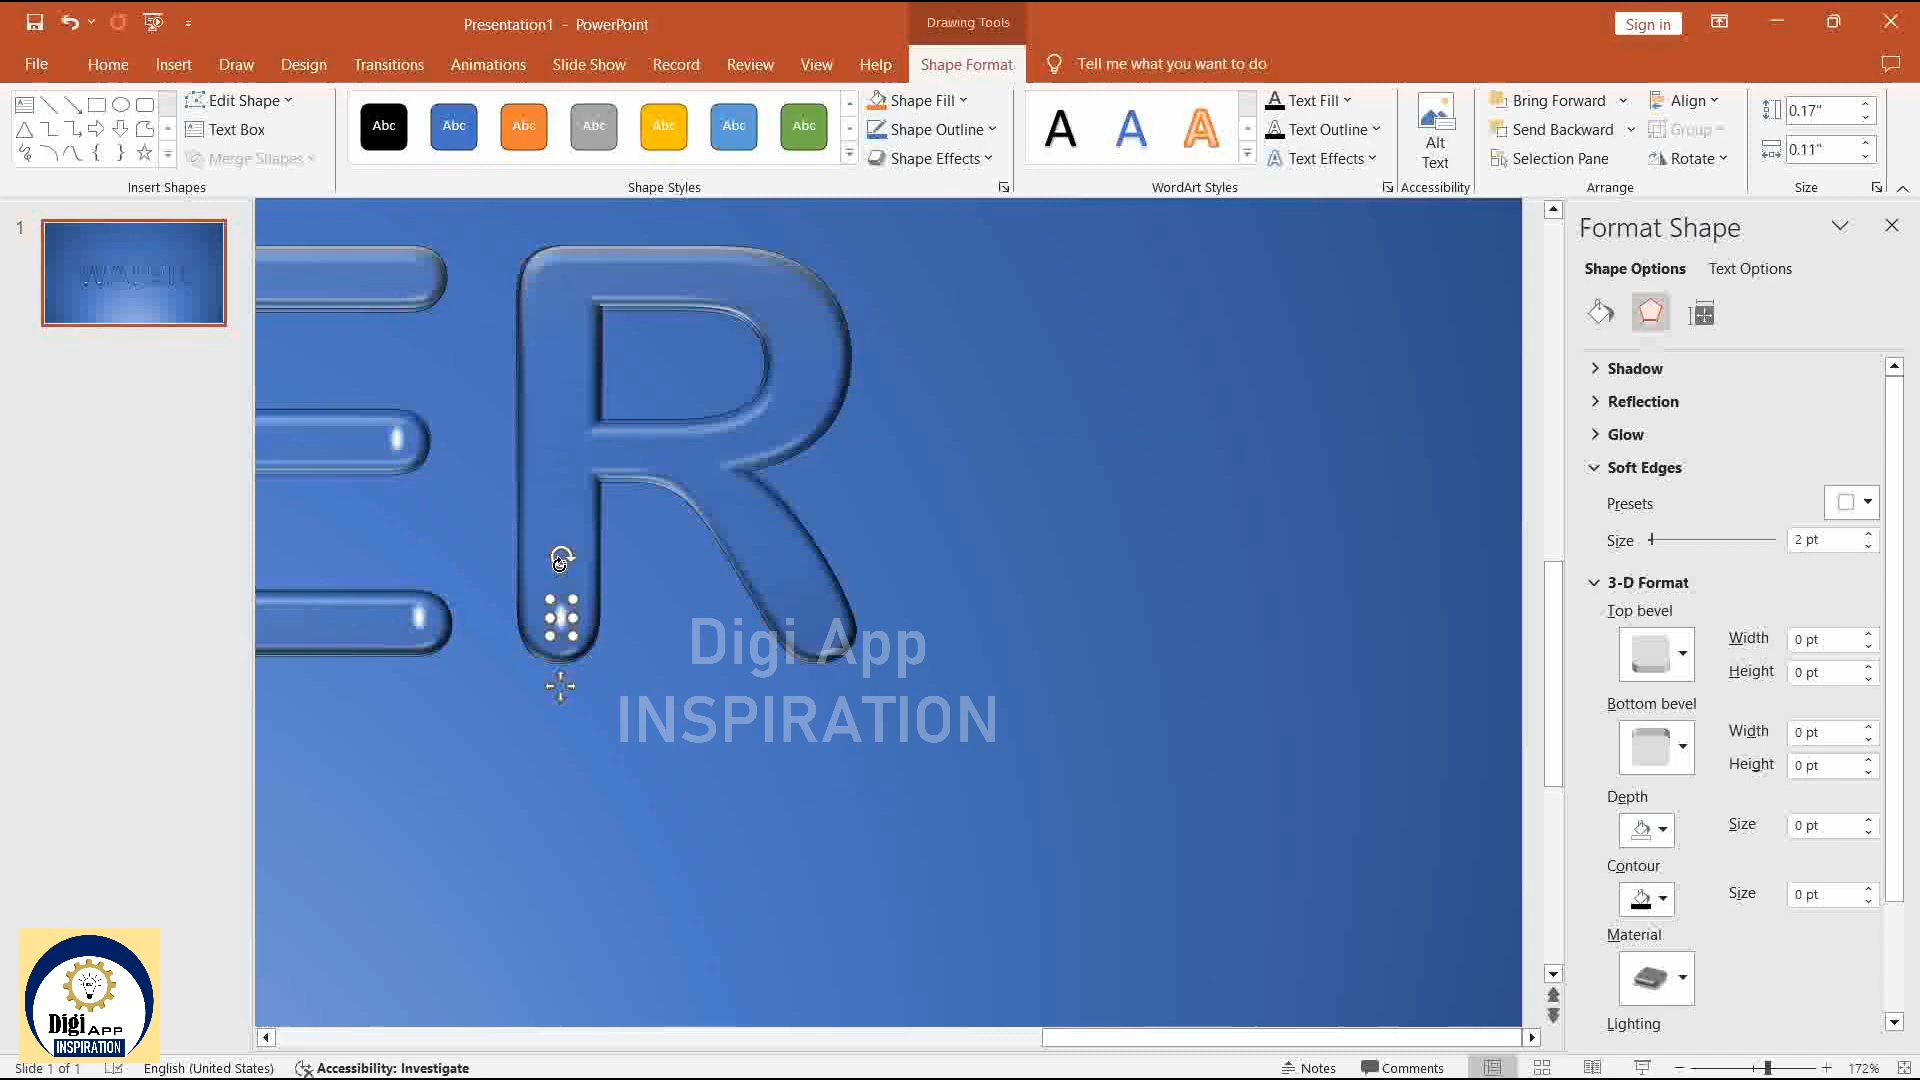 Presentation1 - PowerPoint
Drawing Tools
Sign in
File
Home
Insert
Draw
Design
Transitions
Animations
Slide Show
Record
Review
View
Help
Shape Format
Tell me what you want to do
Edit Shape
Text Box
Merge Shapes
Insert Shapes
Abc
Abc
Abc
Abc
Abc
Abc
Abc
Shape Fill
Shape Outline
Shape Effects
Shape Styles
A
A
A
Text Fill
Text Outline
Text Effects
WordArt Styles
Alt
Text
Accessibility
Bring Forward
Send Backward
Selection Pane
Align
Group
Rotate
Arrange
0.17"
0.11"
Size
1
ER
Digi App
INSPIRATION
Format Shape
Shape Options
Text Options
Shadow
Reflection
Glow
Soft Edges
Presets
Size
2 pt
3-D Format
Top bevel
Width
0 pt
Height
0 pt
Bottom bevel
Width
0 pt
Height
0 pt
Depth
Size
0 pt
Contour
Size
0 pt
Material
Lighting
Digi APP
INSPIRATION
Slide 1 of 1
English (United States)
Accessibility: Investigate
Notes
Comments
172%